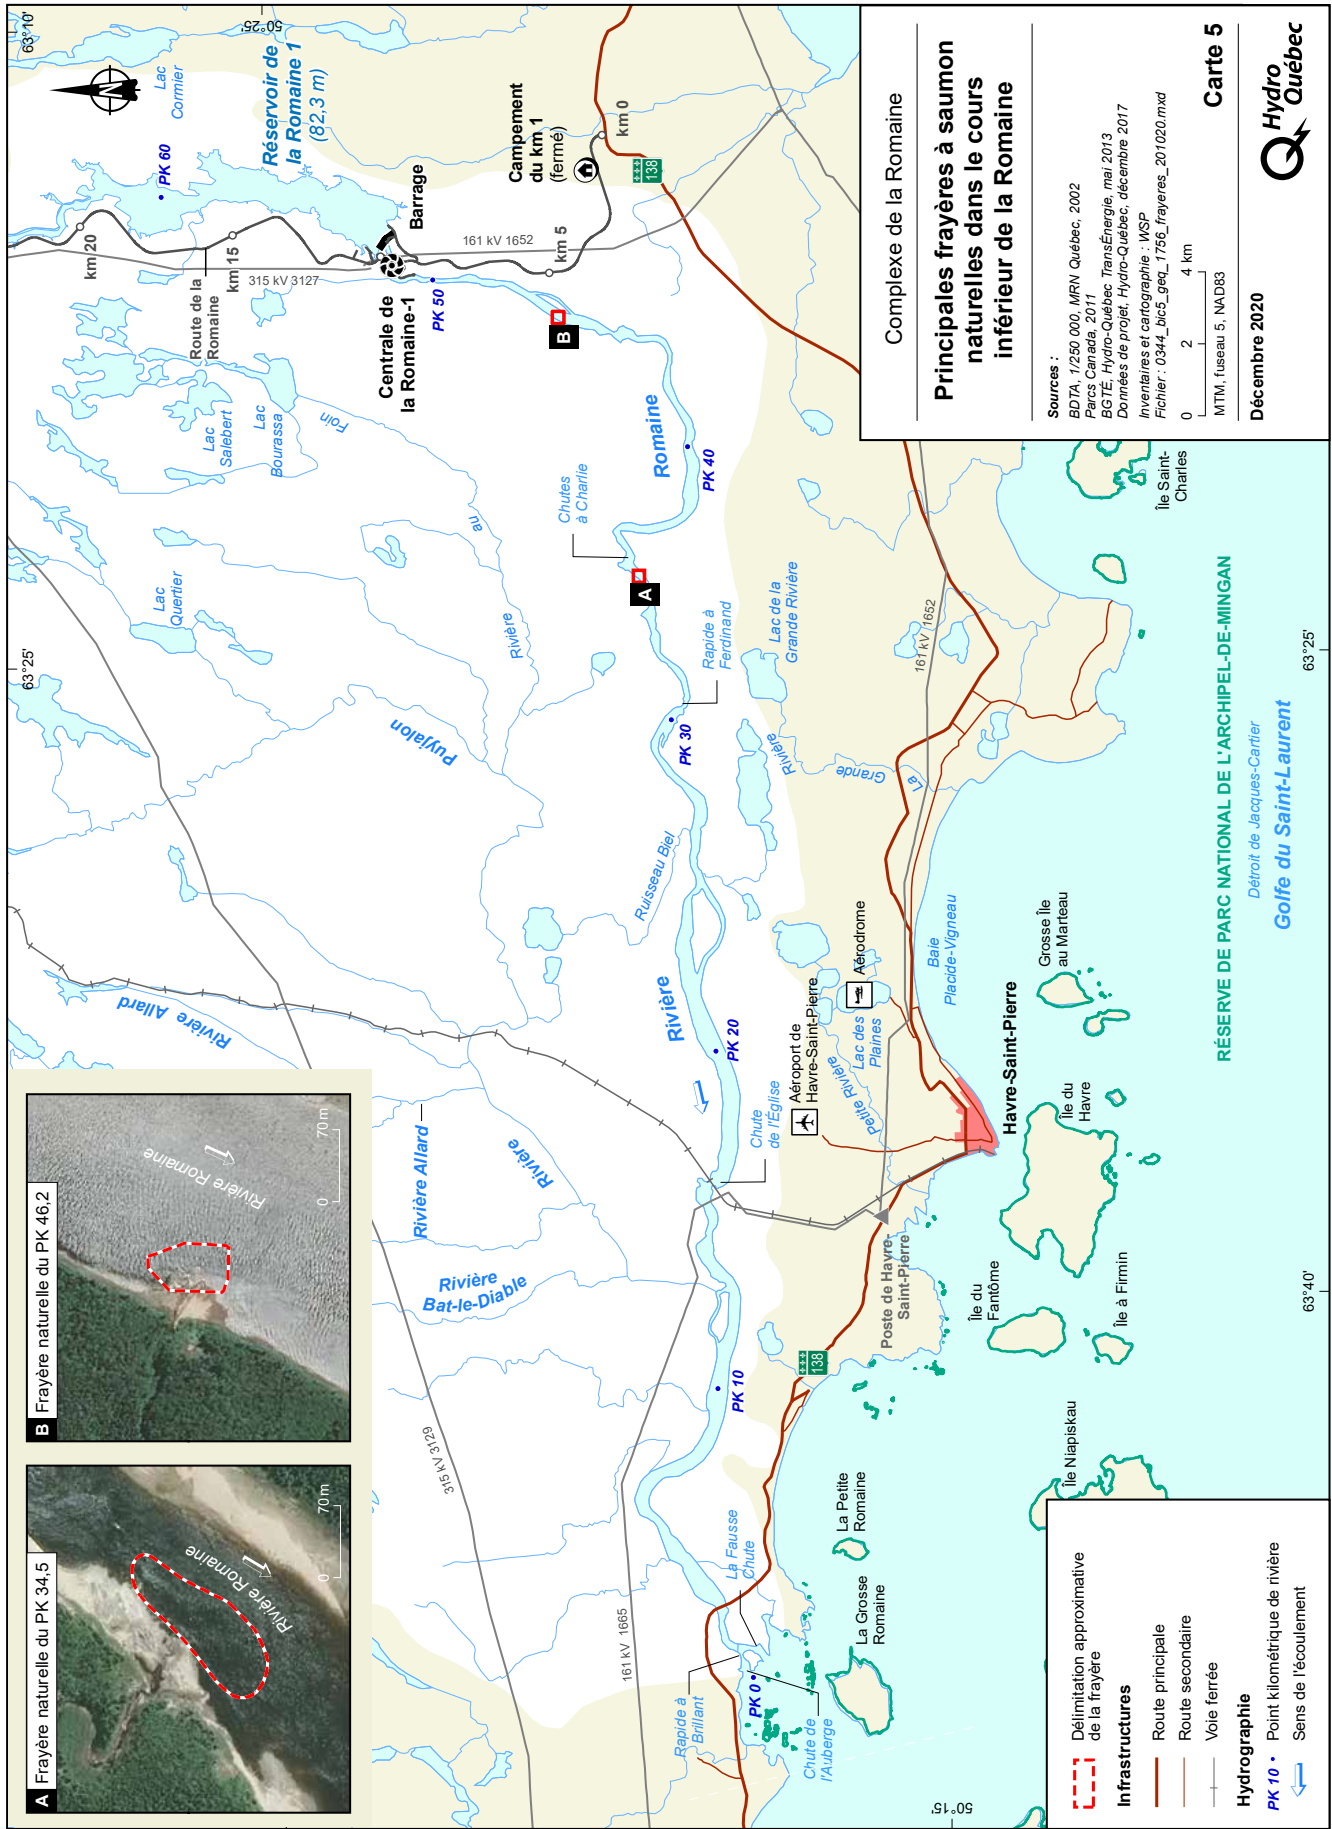 A Frayère naturelle du PK 34,5
Rivière Romaine
0
70 m
B Frayère naturelle du PK 46,2
Rivière Romaine
0
70 m
63°25'
63°10'
50°25'
50°15'
63°40'
63°25'
315 kV 3129
161 kV 1665
Rivière Allard
Rivière Allard
Rivière
Puyjalon
Rivière
Bat-le-Diable
Lac
Quertier
Lac
Salebert
Lac
Bourassa
Rivière
au
Foin
Route de la
Romaine
km 20
km 15
315 kV 3127
PK 60
Lac
Cormier
Réservoir de
la Romaine 1
(82,3 m)
Barrage
Centrale de
la Romaine-1
PK 50
161 kV 1652
km 5
Campement
du km 1
(fermé)
km 0
138
B
Romaine
PK 40
Chutes
à Charlie
A
Rapide à
Ferdinand
PK 30
Lac de la
Grande Rivière
Rivière
Grande
La
161 kV 1652
Ruisseau Biel
Rivière
PK 20
Chute
de l'Église
Aéroport de
Havre-Saint-Pierre
Petite Rivière
Lac des
Plaines
Aérodrome
Baie
Placide-Vigneau
Havre-Saint-Pierre
Poste de Havre-
Saint-Pierre
PK 10
138
La Fausse
Chute
Rapide à
Brillant
PK 0
Chute de
l'Auberge
La Grosse
Romaine
La Petite
Romaine
Île Niapiskau
Île du
Fantôme
Île à Firmin
Île du
Havre
Grosse Île
au Marteau
Île Saint-
Charles
RÉSERVE DE PARC NATIONAL DE L'ARCHIPEL-DE-MINGAN
Détroit de Jacques-Cartier
Golfe du Saint-Laurent
Délimitation approximative
de la frayère
Infrastructures
Route principale
Route secondaire
Voie ferrée
Hydrographie
PK 10 • Point kilométrique de rivière
Sens de l'écoulement
Complexe de la Romaine
Principales frayères à saumon
naturelles dans le cours
inférieur de la Romaine
Sources :
BDTA, 1/250 000, MRN Québec, 2002
Parcs Canada, 2011
BGTÉ, Hydro-Québec TransÉnergie, mai 2013
Données de projet, Hydro-Québec, décembre 2017
Inventaires et cartographie : WSP
Fichier : 0344_bic5_geq_1756_frayeres_201020.mxd
0 2 4 km
MTM, fuseau 5, NAD83
Décembre 2020
Carte 5
Hydro
Québec
N